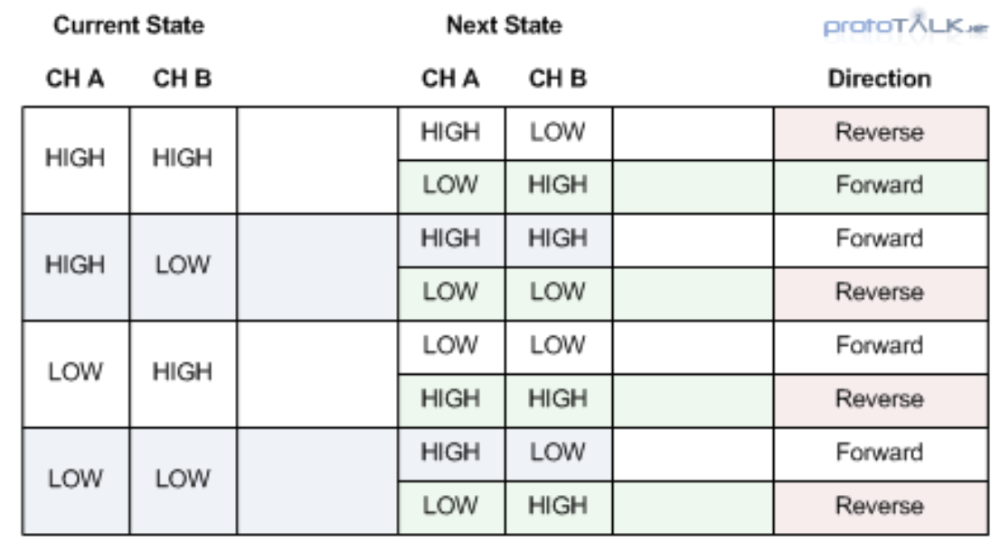 Current State Next State protoTALK.NET
CH A CH B CH A CH B Direction
HIGH HIGH HIGH LOW Reverse
LOW HIGH Forward
HIGH LOW HIGH HIGH Forward
LOW LOW Reverse
LOW HIGH LOW LOW Forward
HIGH HIGH Reverse
LOW LOW HIGH LOW Forward
LOW HIGH Reverse